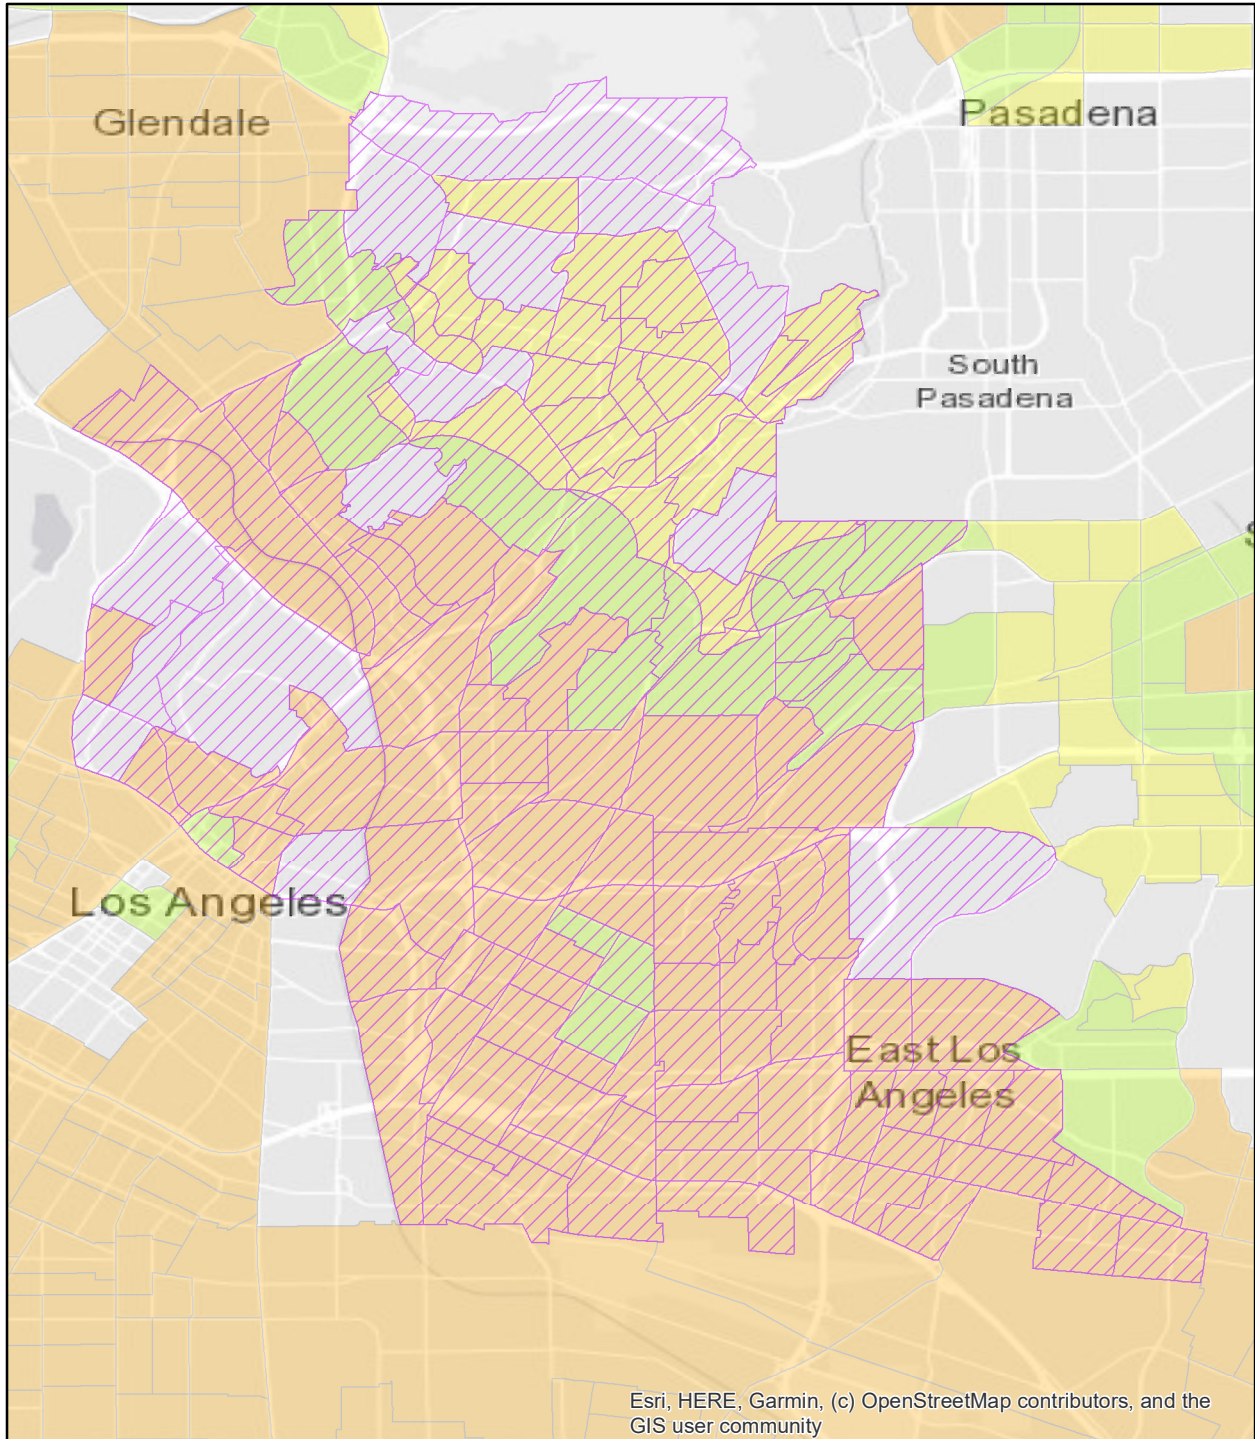 Glendale
Pasadena
South
Pasadena
S
Los Angeles
East Los
Angeles
Esri, HERE, Garmin, (c) OpenStreetMap contributors, and the
GIS user community